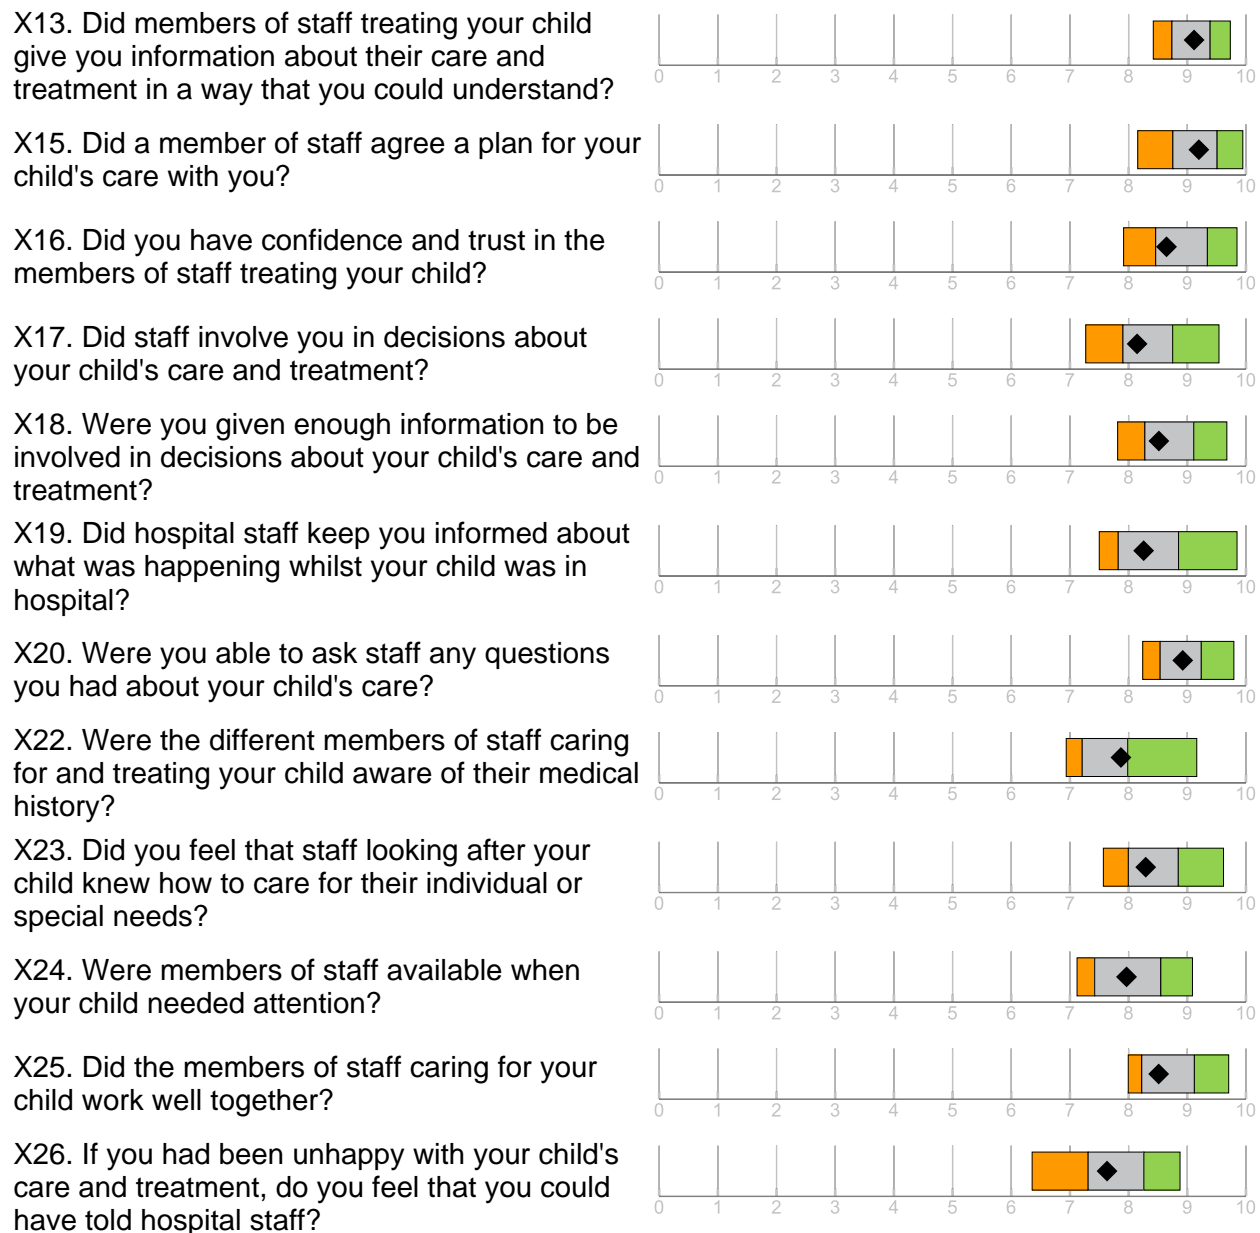 X13. Did members of staff treating your child
give you information about their care and
treatment in a way that you could understand?
0 1 2 3 4 5 6 7 8 9 10
X15. Did a member of staff agree a plan for your
child's care with you?
0 1 2 3 4 5 6 7 8 9 10
X16. Did you have confidence and trust in the
members of staff treating your child?
0 1 2 3 4 5 6 7 8 9 10
X17. Did staff involve you in decisions about
your child's care and treatment?
0 1 2 3 4 5 6 7 8 9 10
X18. Were you given enough information to be
involved in decisions about your child's care and
treatment?
0 1 2 3 4 5 6 7 8 9 10
X19. Did hospital staff keep you informed about
what was happening whilst your child was in
hospital?
0 1 2 3 4 5 6 7 8 9 10
X20. Were you able to ask staff any questions
you had about your child's care?
0 1 2 3 4 5 6 7 8 9 10
X22. Were the different members of staff caring
for and treating your child aware of their medical
history?
0 1 2 3 4 5 6 7 8 9 10
X23. Did you feel that staff looking after your
child knew how to care for their individual or
special needs?
0 1 2 3 4 5 6 7 8 9 10
X24. Were members of staff available when
your child needed attention?
0 1 2 3 4 5 6 7 8 9 10
X25. Did the members of staff caring for your
child work well together?
0 1 2 3 4 5 6 7 8 9 10
X26. If you had been unhappy with your child's
care and treatment, do you feel that you could
have told hospital staff?
0 1 2 3 4 5 6 7 8 9 10